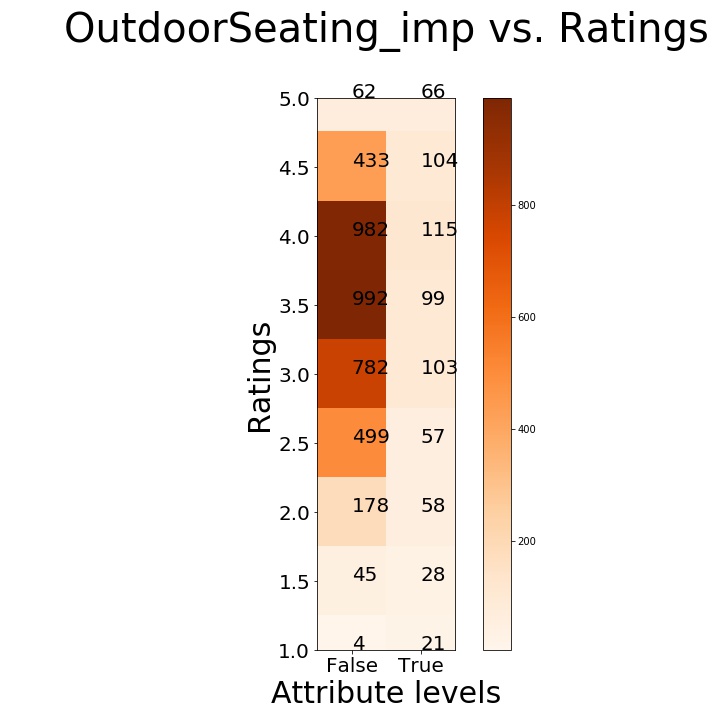 OutdoorSeating_imp vs. Ratings
5.0 62 66
4.5 433 104
4.0 982 115
3.5 992 99
3.0 782 103
2.5 499 57
2.0 178 58
1.5 45 28
1.0 4 21
False True
Attribute levels
Ratings
800
600
400
200